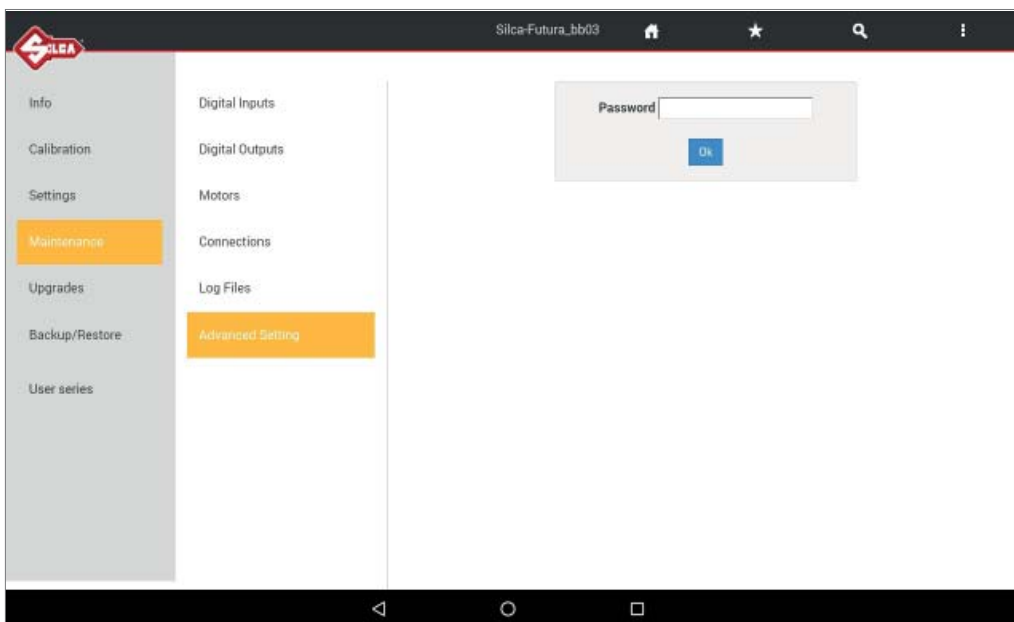 SILCA
Silca-Futura_bb03
Info
Calibration
Settings
Maintenance
Upgrades
Backup/Restore
User series
Digital Inputs
Digital Outputs
Motors
Connections
Log Files
Advanced Setting
Password
Ok